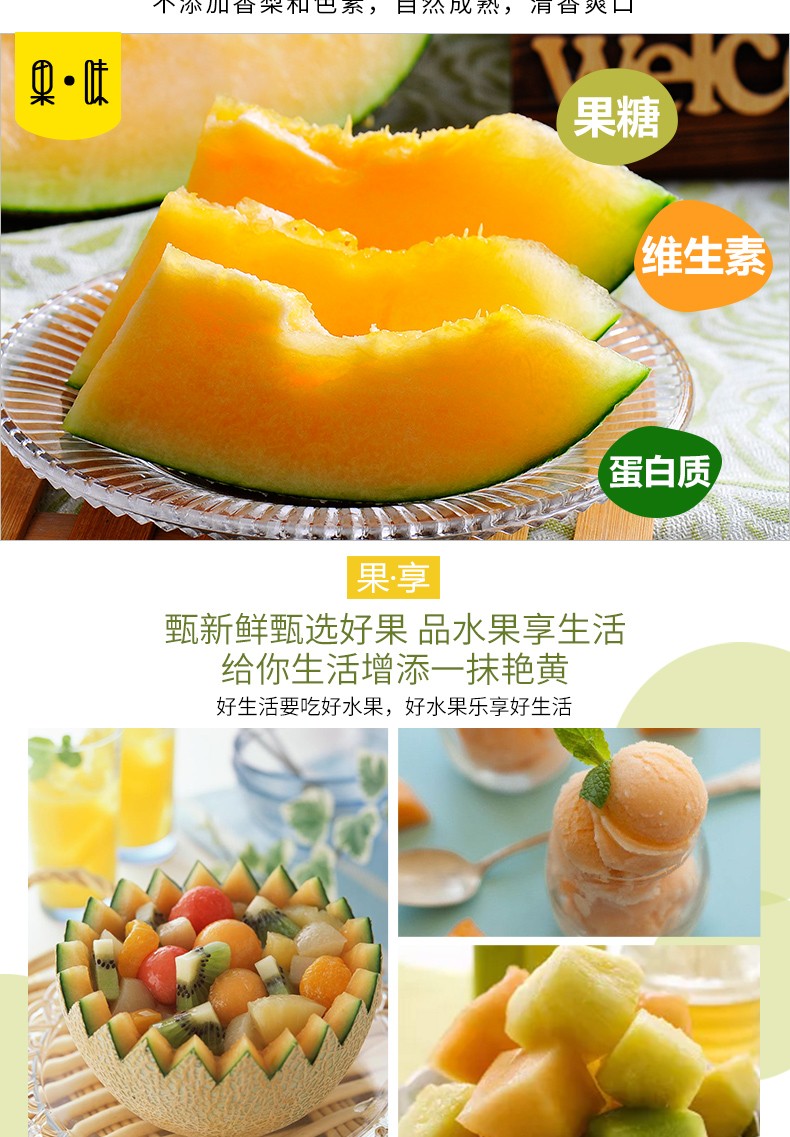 不添加香精和色素，自然成熟，清香爽口
果·味
Welc
果糖
维生素
蛋白质
果·享
甄新鲜甄选好果 品水果享生活
给你生活增添一抹艳黄
好生活要吃好水果，好水果乐享好生活